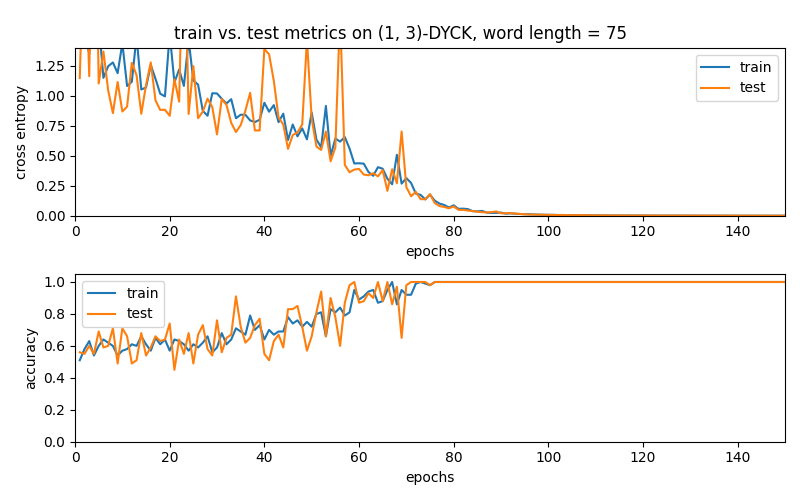 train vs. test metrics on (1, 3)-DYCK, word length = 75
cross entropy
1.25
1.00
0.75
0.50
0.25
0.00
train
test
0 20 40 60 80 100 120 140
epochs
accuracy
1.0
0.8
0.6
0.4
0.2
0.0
train
test
0 20 40 60 80 100 120 140
epochs